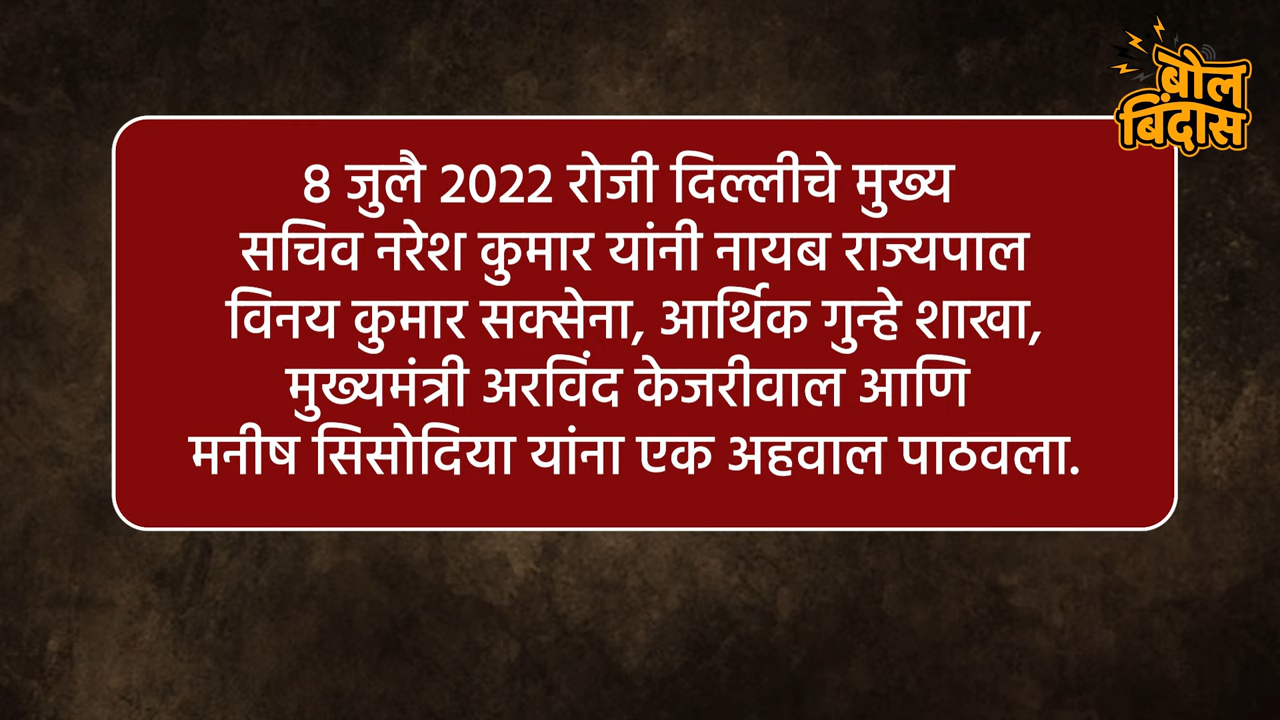 बोल
बिंदास
8 जुलै 2022 रोजी दिल्लीचे मुख्य
सचिव नरेश कुमार यांनी नायब राज्यपाल
विनय कुमार सक्सेना, आर्थिक गुन्हे शाखा,
मुख्यमंत्री अरविंद केजरीवाल आणि
मनीष सिसोदिया यांना एक अहवाल पाठवला.